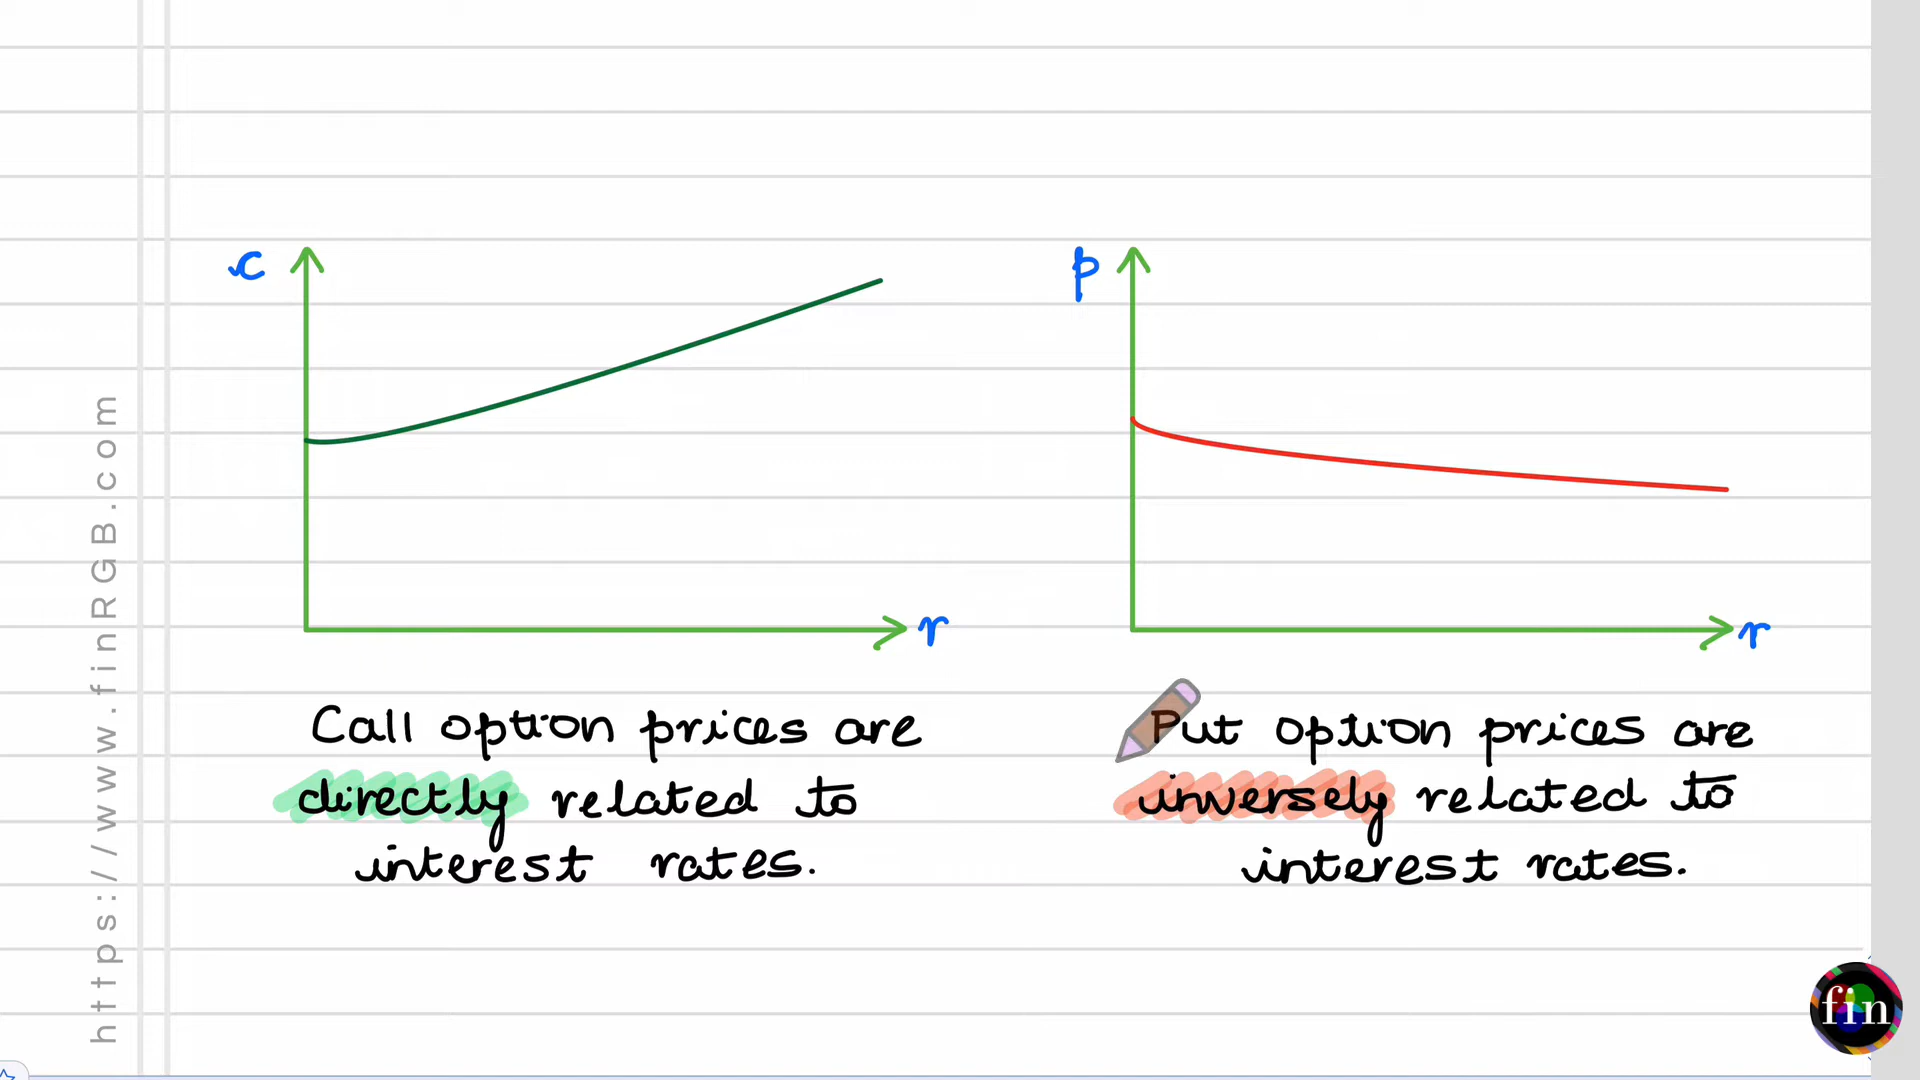 c
p
r
r
Call option prices are
directly related to
interest rates.
Put option prices are
inversely related to
interest rates.
https://www.finRGB.com
fin